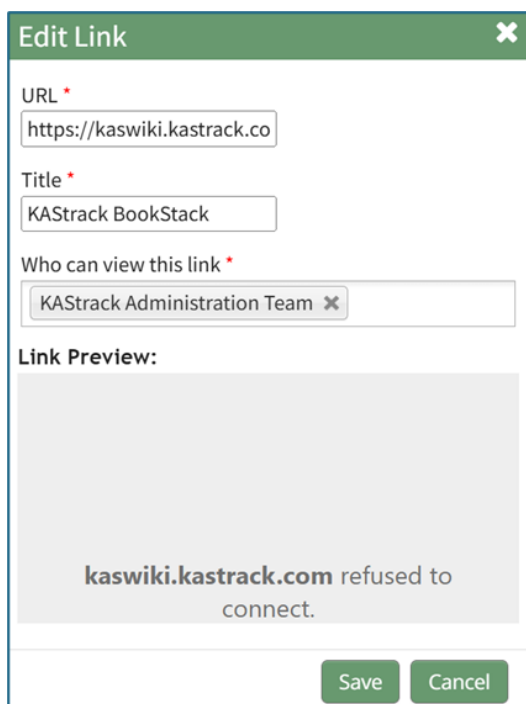 Edit Link ✖
URL *
https://kaswiki.kastrack.co
Title *
KAStrack BookStack
Who can view this link *
KAStrack Administration Team ✖
Link Preview:
kaswiki.kastrack.com refused to
connect.
Save Cancel